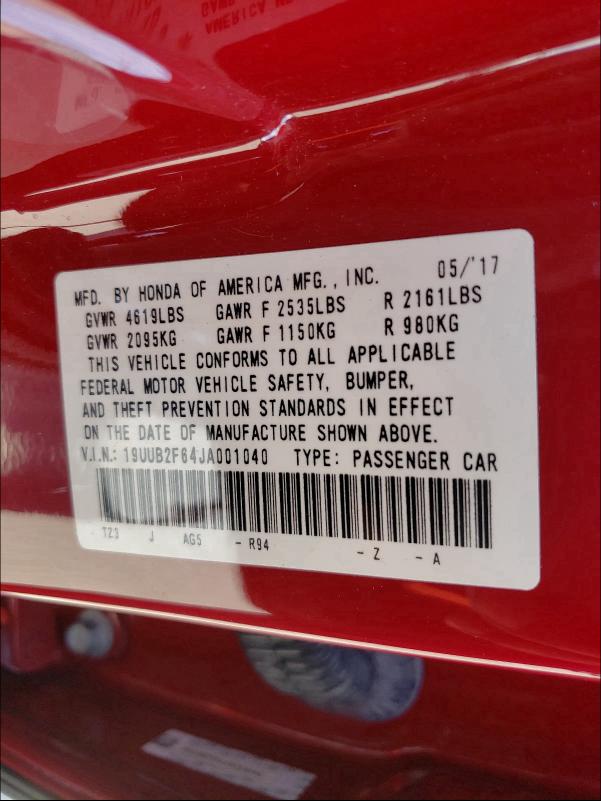 MFD. BY HONDA OF AMERICA MFG., INC. 05/'17
GVWR 4619LBS GAWR F 2535LBS R 2161LBS
GVWR 2095KG GAWR F 1150KG R 980KG
THIS VEHICLE CONFORMS TO ALL APPLICABLE
FEDERAL MOTOR VEHICLE SAFETY, BUMPER,
AND THEFT PREVENTION STANDARDS IN EFFECT
ON THE DATE OF MANUFACTURE SHOWN ABOVE.
V.I.N.: 19UUB2F64JA001040 TYPE: PASSENGER CAR
TZ3 J AG5 - R94 - Z - A